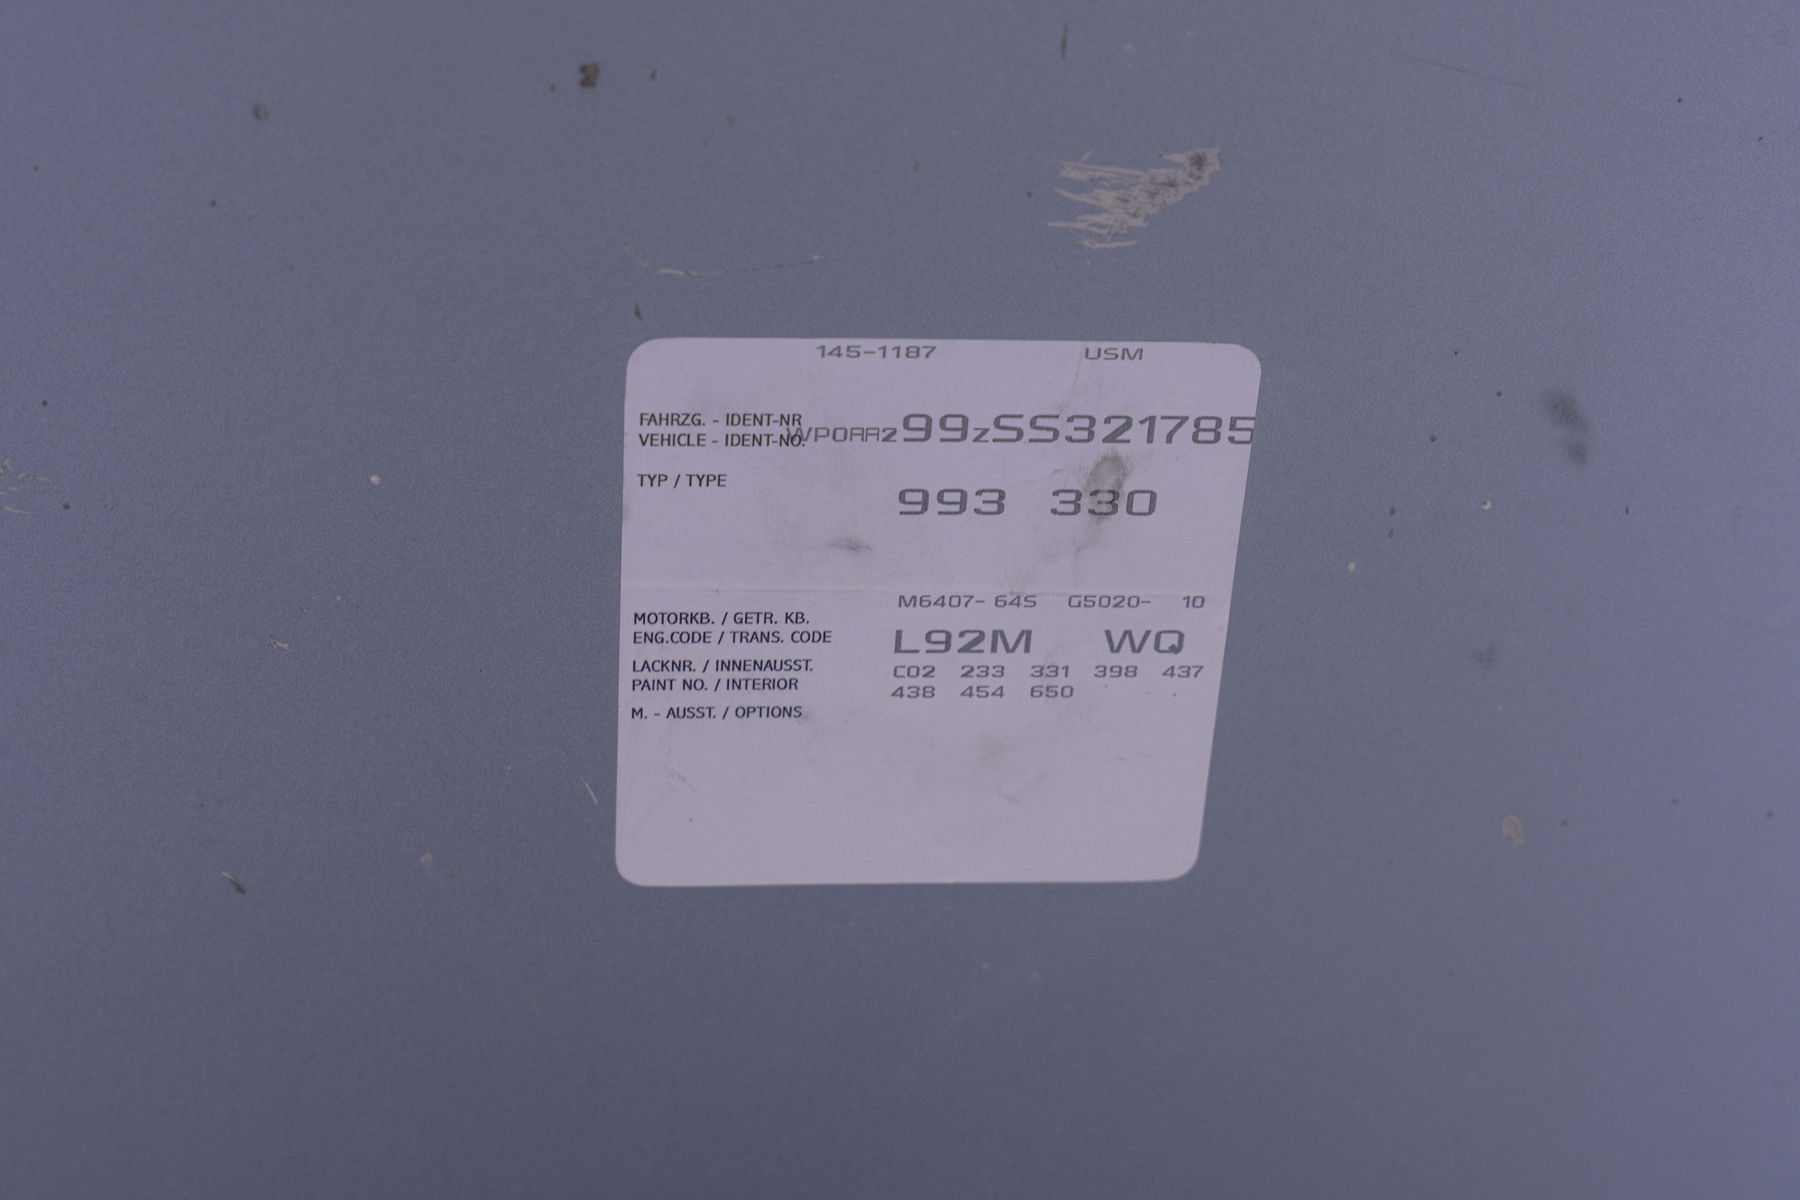 145-1187 USM
FAHRZG. - IDENT-NR
VEHICLE - IDENT-NO. WP0AA299zSS321785
TYP / TYPE
993 330
M6407- 64S G5020- 10
MOTORKB. / GETR. KB.
ENG.CODE / TRANS. CODE
L92M WQ
LACKNR. / INNENAUSST.
C02 233 331 398 437
PAINT NO. / INTERIOR
438 454 650
M. - AUSST. / OPTIONS